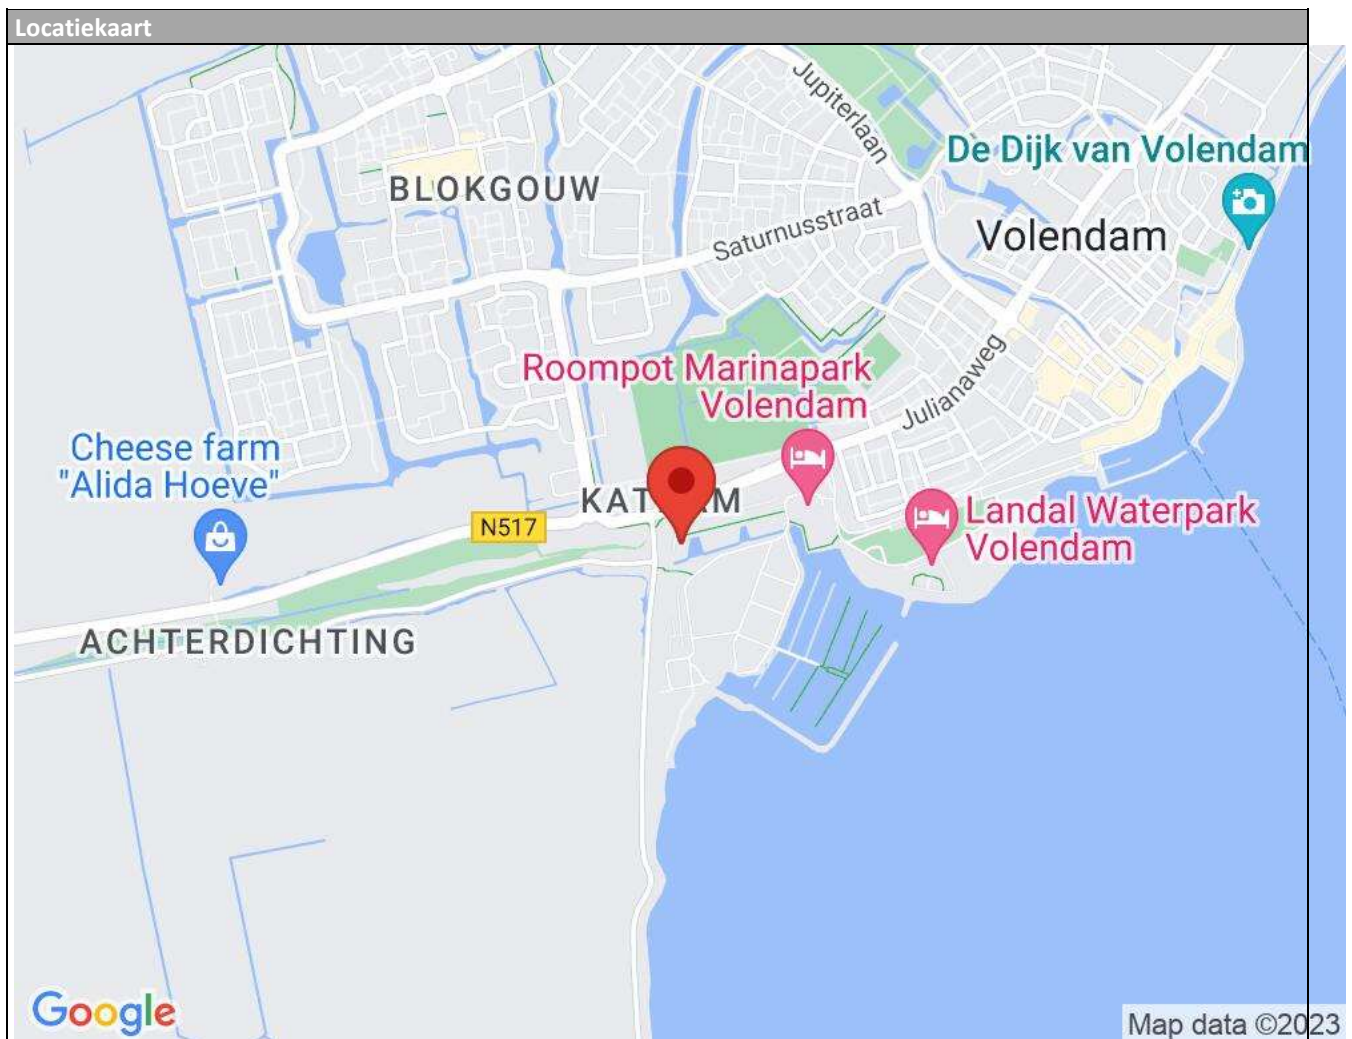 Locatiekaart
Jupiterlaan
De Dijk van Volendam
BLOKGOUW
Saturnusstraat
Volendam
Roompot Marinapark
Volendam
Julianaweg
Cheese farm
"Alida Hoeve"
N517
Landal Waterpark
Volendam
ACHTERDICHTING
Google
Map data ©2023